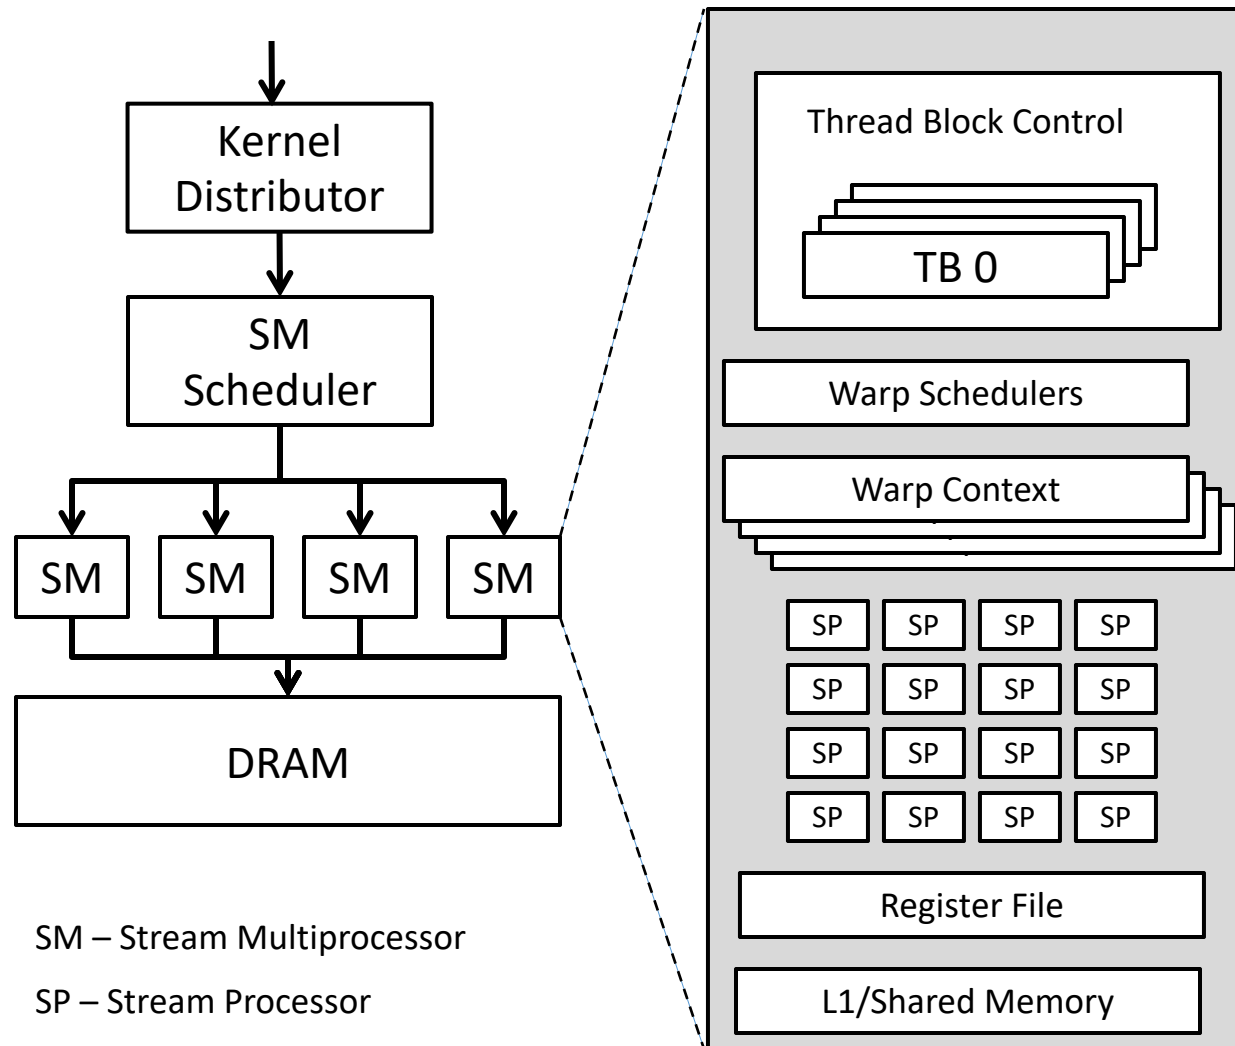 Kernel
Distributor
SM
Scheduler
SM SM SM SM
DRAM
SM – Stream Multiprocessor
SP – Stream Processor
Thread Block Control
TB 0
Warp Schedulers
Warp Context
SP SP SP SP
SP SP SP SP
SP SP SP SP
SP SP SP SP
Register File
L1/Shared Memory